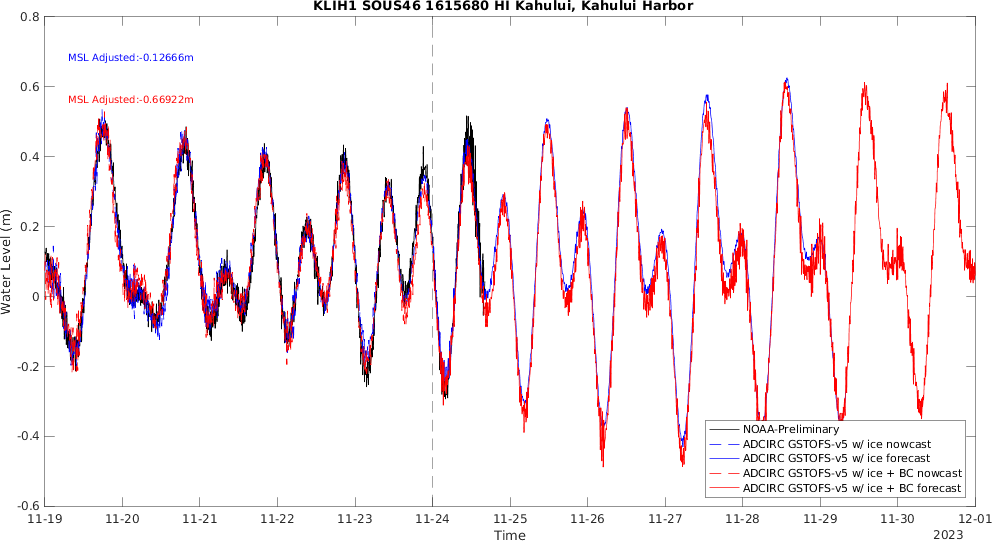 KLIH1 SOUS46 1615680 HI Kahului, Kahului Harbor
MSL Adjusted:-0.12666m
MSL Adjusted:-0.66922m
Water Level (m)
0.8
0.6
0.4
0.2
0
-0.2
-0.4
-0.6
NOAA-Preliminary
ADCIRC GSTOFS-v5 w/ ice nowcast
ADCIRC GSTOFS-v5 w/ ice forecast
ADCIRC GSTOFS-v5 w/ ice + BC nowcast
ADCIRC GSTOFS-v5 w/ ice + BC forecast
11-19 11-20 11-21 11-22 11-23 11-24 11-25 11-26 11-27 11-28 11-29 11-30 12-01
Time
2023